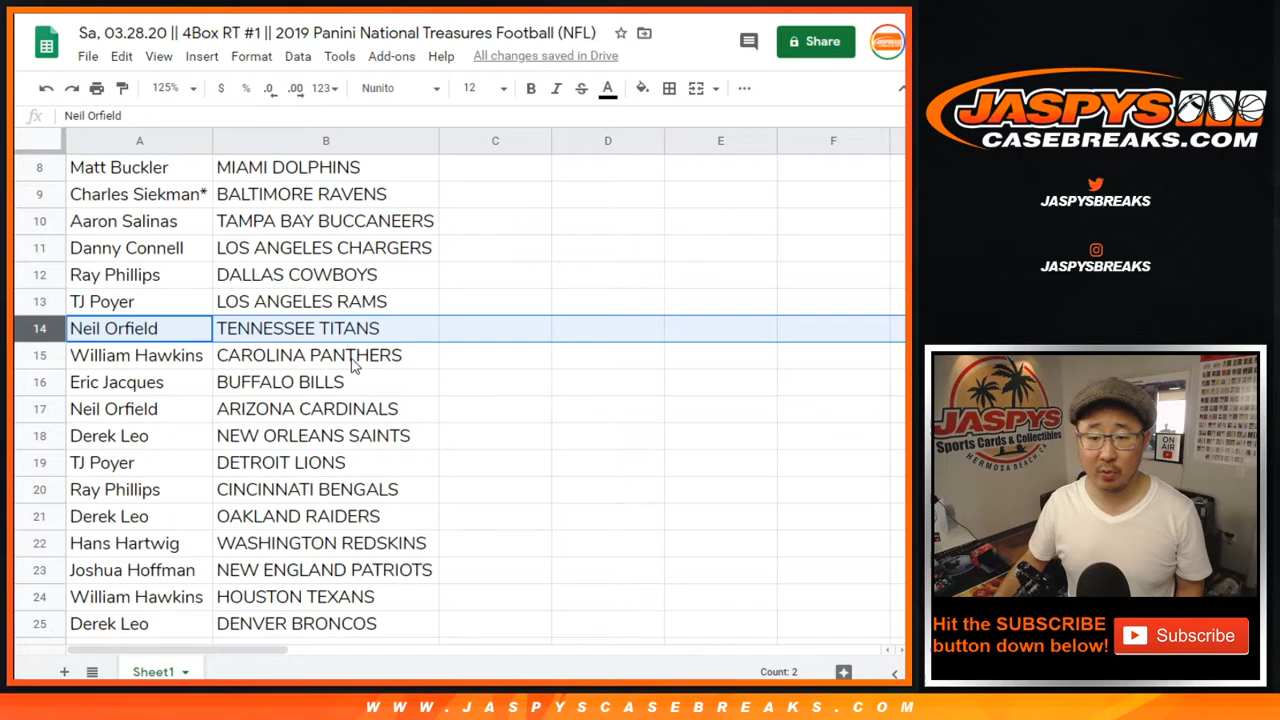 Sa, 03.28.20 || 4Box RT #1 || 2019 Panini National Treasures Football (NFL)
File Edit View Insert Format Data Tools Add-ons Help All changes saved in Drive
Share
125% $ % .0 .00 123 Nunito 12 B I S A
fx Neil Orfield
A B C D E F
8 Matt Buckler MIAMI DOLPHINS
9 Charles Siekman* BALTIMORE RAVENS
10 Aaron Salinas TAMPA BAY BUCCANEERS
11 Danny Connell LOS ANGELES CHARGERS
12 Ray Phillips DALLAS COWBOYS
13 TJ Poyer LOS ANGELES RAMS
14 Neil Orfield TENNESSEE TITANS
15 William Hawkins CAROLINA PANTHERS
16 Eric Jacques BUFFALO BILLS
17 Neil Orfield ARIZONA CARDINALS
18 Derek Leo NEW ORLEANS SAINTS
19 TJ Poyer DETROIT LIONS
20 Ray Phillips CINCINNATI BENGALS
21 Derek Leo OAKLAND RAIDERS
22 Hans Hartwig WASHINGTON REDSKINS
23 Joshua Hoffman NEW ENGLAND PATRIOTS
24 William Hawkins HOUSTON TEXANS
25 Derek Leo DENVER BRONCOS
Sheet1
Count: 2
JASPYS
CASEBREAKS.COM
JASPYSBREAKS
JASPYSBREAKS
JASPYS
Sports Cards & Collectibles
HERMOSA BEACH, CA
ON
AIR
Hit the SUBSCRIBE
button down below!
Subscribe
WWW.JASPYSCASEBREAKS.COM